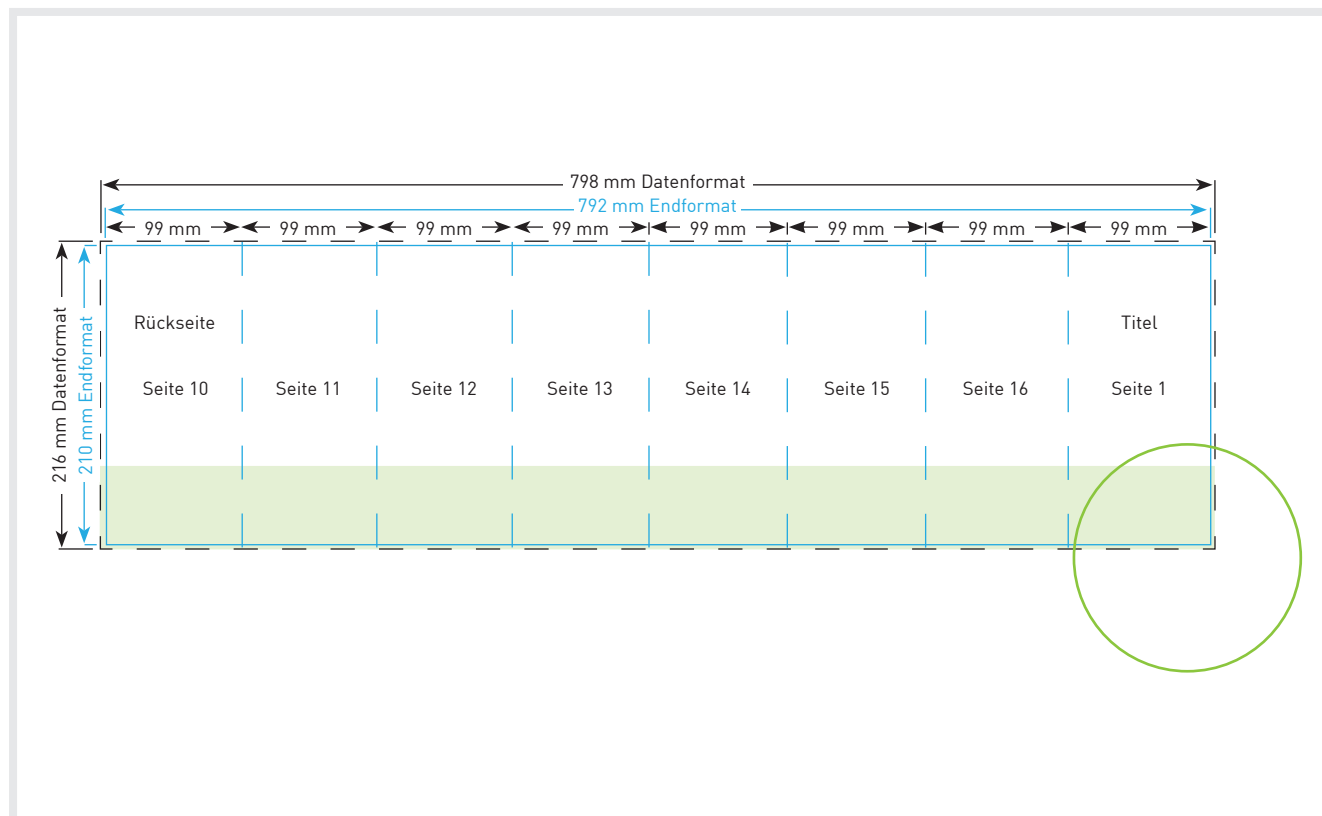 798 mm Datenformat
792 mm Endformat
99 mm 99 mm 99 mm 99 mm 99 mm 99 mm 99 mm 99 mm
216 mm Datenformat
210 mm Endformat
Rückseite Titel
Seite 10 Seite 11 Seite 12 Seite 13 Seite 14 Seite 15 Seite 16 Seite 1